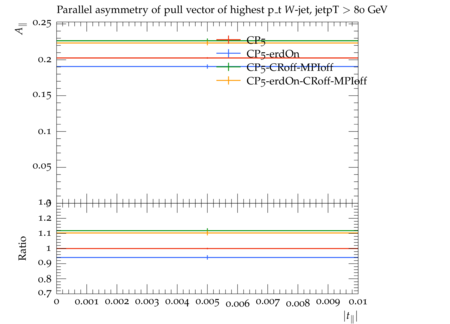 Parallel asymmetry of pull vector of highest p_t W-jet, jetpT > 80 GeV
A∥
0.25
0.2
0.15
0.1
0.05
CP5
CP5-erdOn
CP5-CRoff-MPIoff
CP5-erdOn-CRoff-MPIoff
Ratio
1.2
1.1
1
0.9
0.8
0.7
0 0.001 0.002 0.003 0.004 0.005 0.006 0.007 0.008 0.009 0.01
|t∥|